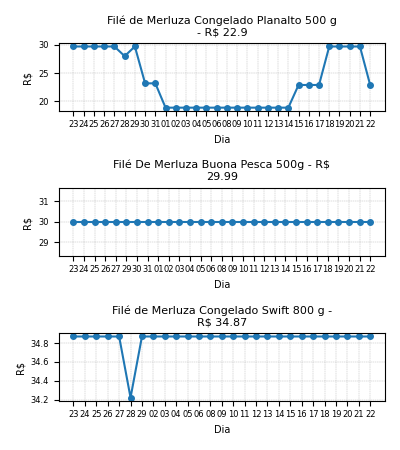 Filé de Merluza Congelado Planalto 500 g
- R$ 22.9
30
25
20
R$
23 24 25 26 27 28 29 30 31 01 02 03 04 05 06 08 09 10 11 12 13 14 15 16 17 18 19 20 21 22
Dia
Filé De Merluza Buona Pesca 500g - R$
29.99
31
30
29
R$
23 24 25 26 27 28 29 30 31 02 03 04 05 06 08 09 10 11 12 13 14 15 16 17 18 19 20 21 22
Dia
Filé de Merluza Congelado Swift 800 g -
R$ 34.87
34.8
34.6
34.4
34.2
R$
23 24 25 26 27 28 29 02 03 04 05 06 08 09 10 11 12 13 14 15 16 17 18 19 20 21 22
Dia